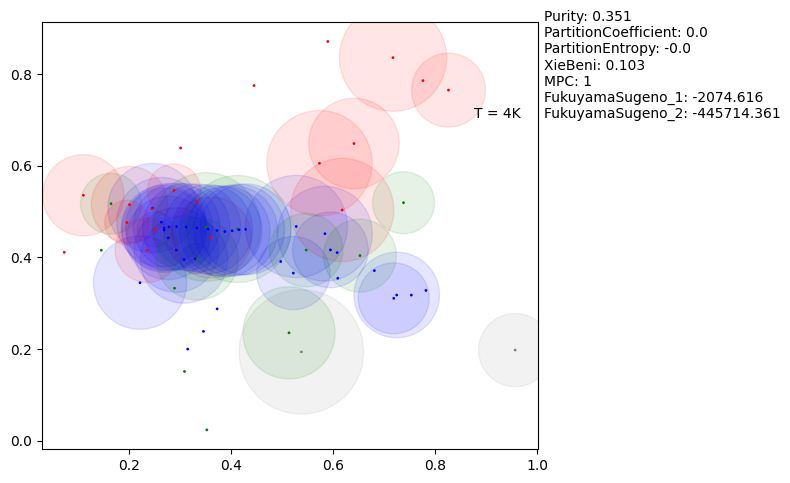 Purity: 0.351
PartitionCoefficient: 0.0
PartitionEntropy: -0.0
XieBeni: 0.103
MPC: 1
FukuyamaSugeno_1: -2074.616
FukuyamaSugeno_2: -445714.361
T = 4K
0.8
0.6
0.4
0.2
0.0
0.2
0.4
0.6
0.8
1.0